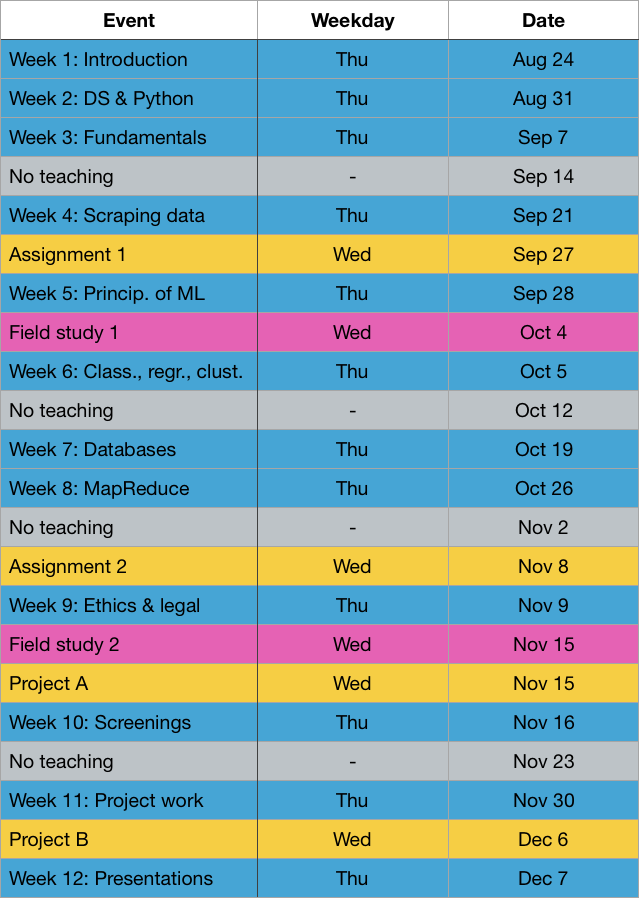 Event Weekday Date
Week 1: Introduction Thu Aug 24
Week 2: DS & Python Thu Aug 31
Week 3: Fundamentals Thu Sep 7
No teaching - Sep 14
Week 4: Scraping data Thu Sep 21
Assignment 1 Wed Sep 27
Week 5: Princip. of ML Thu Sep 28
Field study 1 Wed Oct 4
Week 6: Class., regr., clust. Thu Oct 5
No teaching - Oct 12
Week 7: Databases Thu Oct 19
Week 8: MapReduce Thu Oct 26
No teaching - Nov 2
Assignment 2 Wed Nov 8
Week 9: Ethics & legal Thu Nov 9
Field study 2 Wed Nov 15
Project A Wed Nov 15
Week 10: Screenings Thu Nov 16
No teaching - Nov 23
Week 11: Project work Thu Nov 30
Project B Wed Dec 6
Week 12: Presentations Thu Dec 7